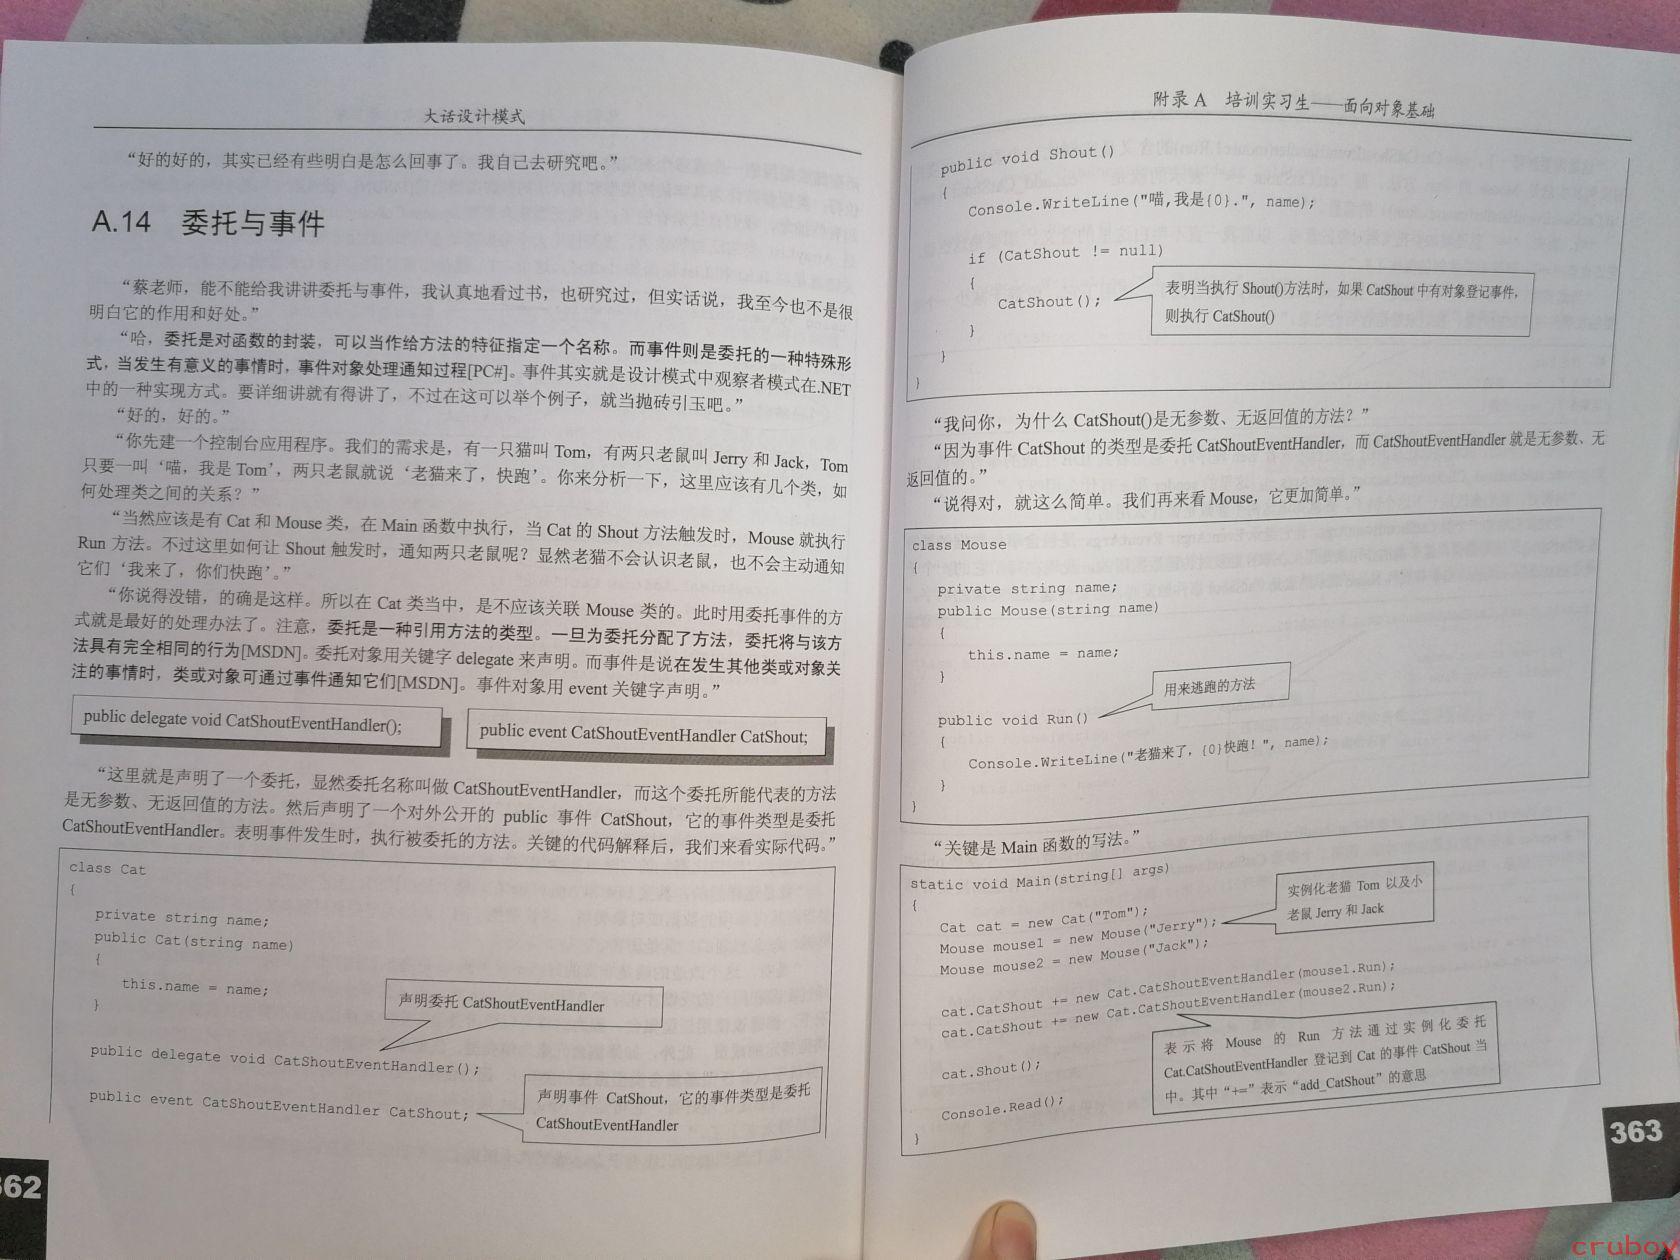 大话设计模式
“好的好的，其实已经有些明白是怎么回事了。我自己去研究吧。”
A.14 委托与事件
“蔡老师，能不能给我讲讲委托与事件，我认真地看过书，也研究过，但实话说，我至今也不是很
明白它的作用和好处。”
“哈，委托是对函数的封装，可以当作给方法的特征指定一个名称。而事件则是委托的一种特殊形
式，当发生有意义的事情时，事件对象处理通知过程[PC#]。事件其实就是设计模式中观察者模式在.NET
中的一种实现方式。要详细讲就有得讲了，不过在这可以举个例子，就当抛砖引玉吧。”
“好的，好的。”
“你先建一个控制台应用程序。我们的需求是，有一只猫叫 Tom，有两只老鼠叫 Jerry 和 Jack，Tom
只要一叫‘喵，我是 Tom’，两只老鼠就说‘老猫来了，快跑’。你来分析一下，这里应该有几个类，如
何处理类之间的关系？”
“当然应该是有 Cat 和 Mouse 类，在 Main 函数中执行，当 Cat 的 Shout 方法触发时，Mouse 就执行
Run 方法。不过这里如何让 Shout 触发时，通知两只老鼠呢？显然老猫不会认识老鼠，也不会主动通知
它们‘我来了，你们快跑’。”
“你说得没错，的确是这样。所以在 Cat 类当中，是不应该关联 Mouse 类的。此时用委托事件的方
式就是最好的处理办法了。注意，委托是一种引用方法的类型。一旦为委托分配了方法，委托将与该方
法具有完全相同的行为[MSDN]。委托对象用关键字 delegate 来声明。而事件是说在发生其他类或对象关
注的事情时，类或对象可通过事件通知它们[MSDN]。事件对象用 event 关键字声明。”
public delegate void CatShoutEventHandler();
public event CatShoutEventHandler CatShout;
“这里就是声明了一个委托，显然委托名称叫做 CatShoutEventHandler，而这个委托所能代表的方法
是无参数、无返回值的方法。然后声明了一个对外公开的 public 事件 CatShout，它的事件类型是委托
CatShoutEventHandler。表明事件发生时，执行被委托的方法。关键的代码解释后，我们来看实际代码。”
class Cat
{
private string name;
public Cat(string name)
{
this.name = name;
}
声明委托 CatShoutEventHandler
public delegate void CatShoutEventHandler();
public event CatShoutEventHandler CatShout;
声明事件 CatShout，它的事件类型是委托
CatShoutEventHandler
362
附录 A 培训实习生——面向对象基础
public void Shout()
{
Console.WriteLine("喵,我是{0}.", name);
if (CatShout != null)
{
CatShout();
表明当执行 Shout()方法时，如果 CatShout 中有对象登记事件，
则执行 CatShout()
}
}
}
“我问你，为什么 CatShout()是无参数、无返回值的方法？”
“因为事件 CatShout 的类型是委托 CatShoutEventHandler，而 CatShoutEventHandler 就是无参数、无
返回值的。”
“说得对，就这么简单。我们再来看 Mouse，它更加简单。”
class Mouse
{
private string name;
public Mouse(string name)
{
this.name = name;
}
用来逃跑的方法
public void Run()
{
Console.WriteLine("老猫来了, {0}快跑! ", name);
}
}
“关键是 Main 函数的写法。”
static void Main(string[] args)
{
Cat cat = new Cat("Tom");
Mouse mouse1 = new Mouse("Jerry");
Mouse mouse2 = new Mouse("Jack");
实例化老猫 Tom 以及小
老鼠 Jerry 和 Jack
cat.CatShout += new Cat.CatShoutEventHandler(mouse1.Run);
cat.CatShout += new Cat.CatShoutEventHandler(mouse2.Run);
表示将 Mouse 的 Run 方法通过实例化委托
Cat.CatShoutEventHandler 登记到 Cat 的事件 CatShout 当
中。其中“+=”表示“add_CatShout”的意思
cat.Shout();
Console.Read();
}
363
cruboy